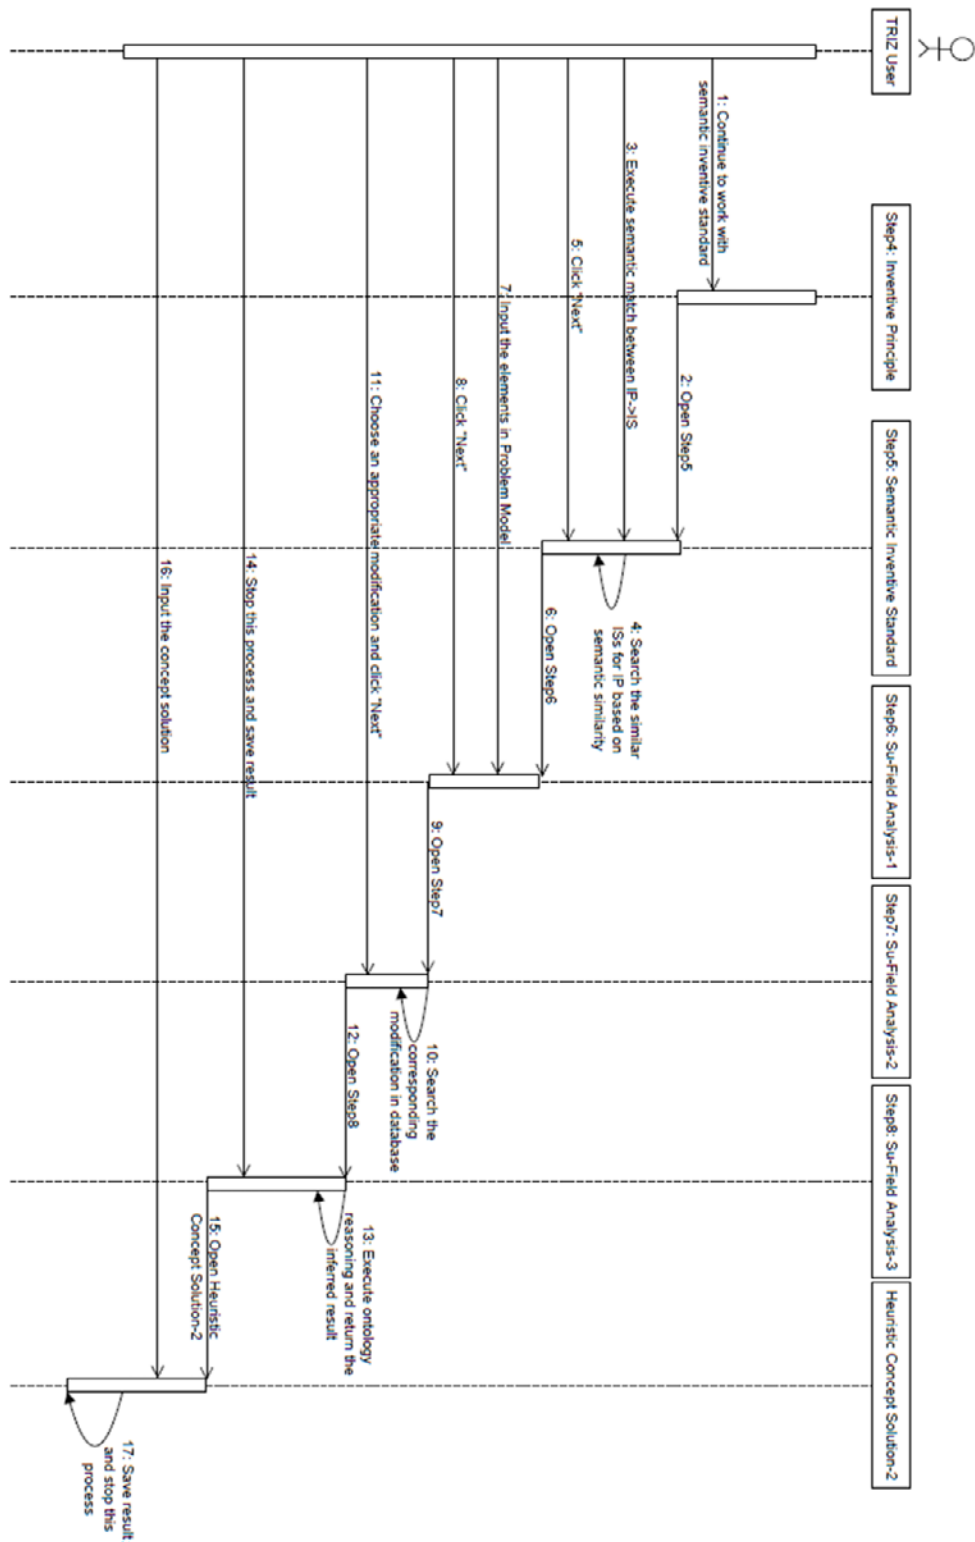 TRIZ User
Step4: Inventive Principle
Step5: Semantic Inventive Standard
Step6: Su-Field Analysis-1
Step7: Su-Field Analysis-2
Step8: Su-Field Analysis-3
Heuristic Concept Solution-2
1: Continue to work with
semantic inventive standard
2: Open Step5
3: Execute semantic match between IP->IS
4: Search the similar
ISs for IP based on
semantic similarity
5: Click "Next"
6: Open Step6
7: Input the elements in Problem Model
8: Click "Next"
9: Open Step7
10: Search the
corresponding
modification in database
11: Choose an appropriate modification and click "Next"
12: Open Step8
13: Execute ontology
reasoning and return the
inferred result
14: Stop this process and save result
15: Open Heuristic
Concept Solution-2
16: Input the concept solution
17: Save result
and stop this
process